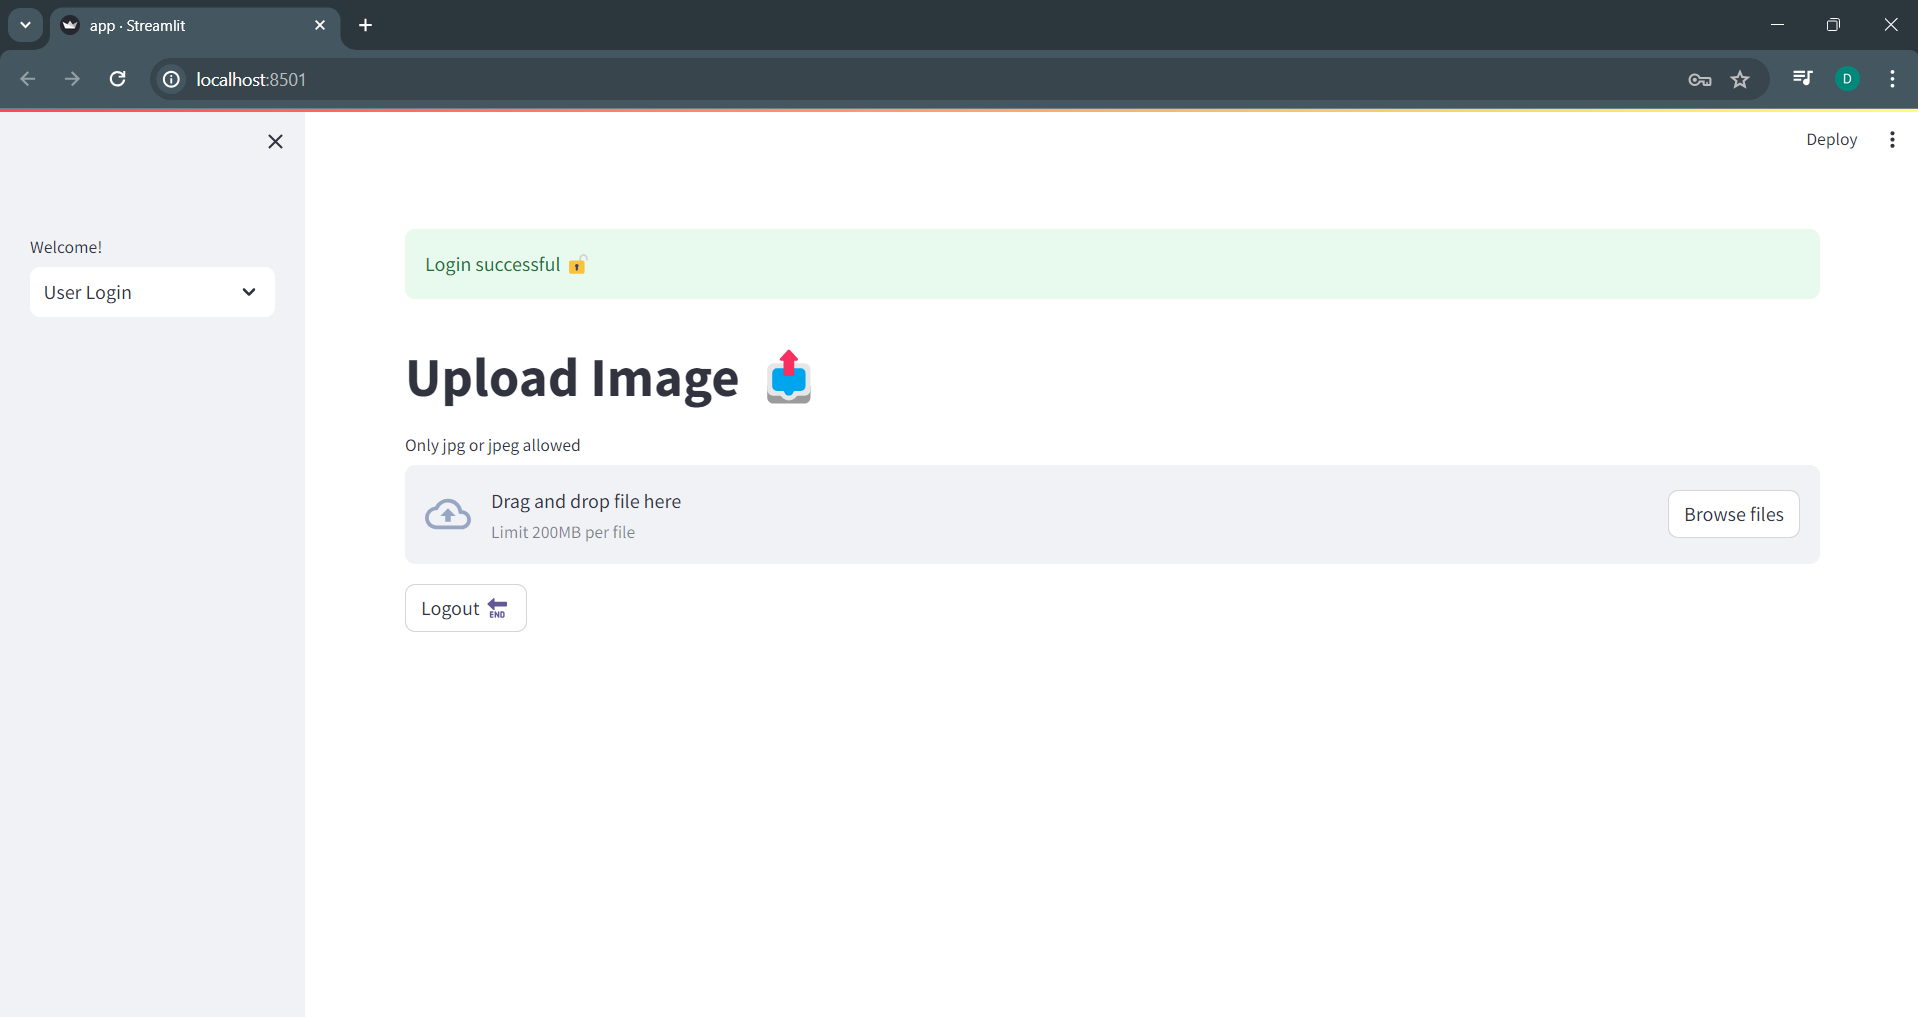 app · Streamlit
localhost:8501
D
Deploy
Welcome!
User Login
Login successful 🔓
Upload Image 📤
Only jpg or jpeg allowed
Drag and drop file here
Limit 200MB per file
Browse files
Logout 🔚